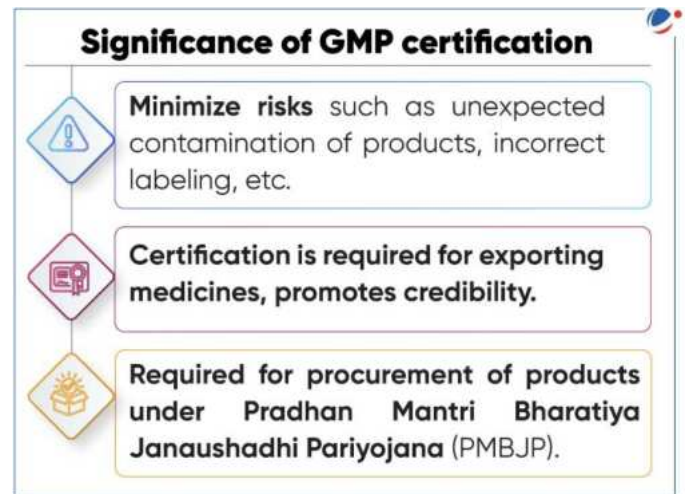 Significance of GMP certification
Minimize risks such as unexpected
contamination of products, incorrect
labeling, etc.
Certification is required for exporting
medicines, promotes credibility.
Required for procurement of products
under Pradhan Mantri Bharatiya
Janaushadhi Pariyojana (PMBJP).